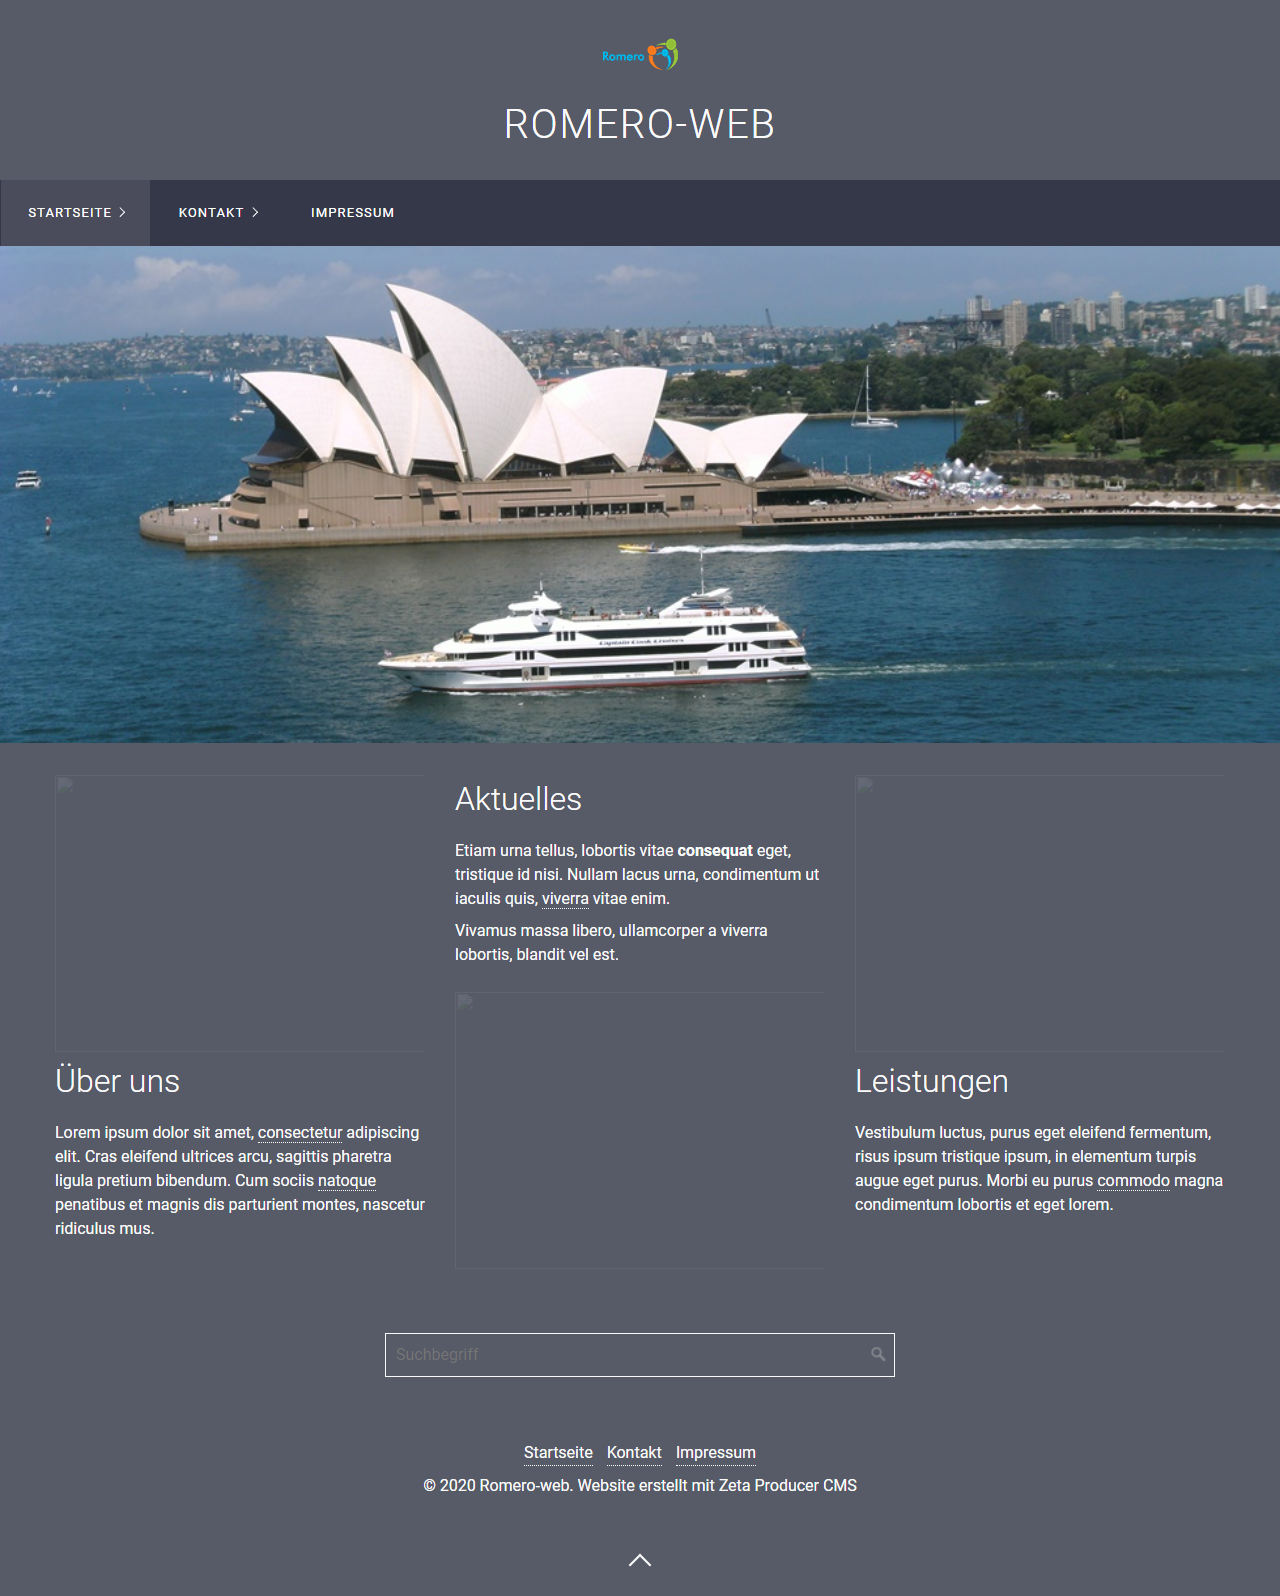 Romero
ROMERO-WEB
STARTSEITE
KONTAKT
IMPRESSUM
Captain Cook Cruises
Aktuelles
Etiam urna tellus, lobortis vitae consequat eget,
tristique id nisi. Nullam lacus urna, condimentum ut
iaculis quis, viverra vitae enim.
Vivamus massa libero, ullamcorper a viverra
lobortis, blandit vel est.
Über uns
Lorem ipsum dolor sit amet, consectetur adipiscing
elit. Cras eleifend ultrices arcu, sagittis pharetra
ligula pretium bibendum. Cum sociis natoque
penatibus et magnis dis parturient montes, nascetur
ridiculus mus.
Leistungen
Vestibulum luctus, purus eget eleifend fermentum,
risus ipsum tristique ipsum, in elementum turpis
augue eget purus. Morbi eu purus commodo magna
condimentum lobortis et eget lorem.
Suchbegriff
Startseite Kontakt Impressum
© 2020 Romero-web. Website erstellt mit Zeta Producer CMS